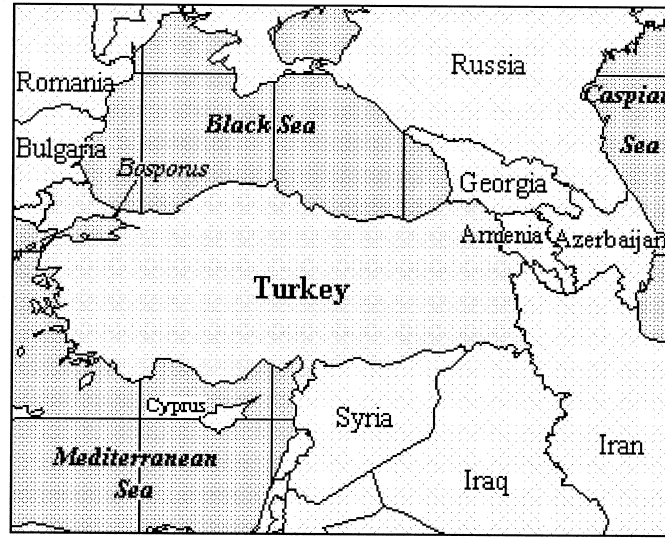 Russia
Romania
Caspian
Sea
Black Sea
Bulgaria
Bosporus
Georgia
Armenia
Azerbaijan
Turkey
Cyprus
Syria
Iran
Mediterranean
Sea
Iraq